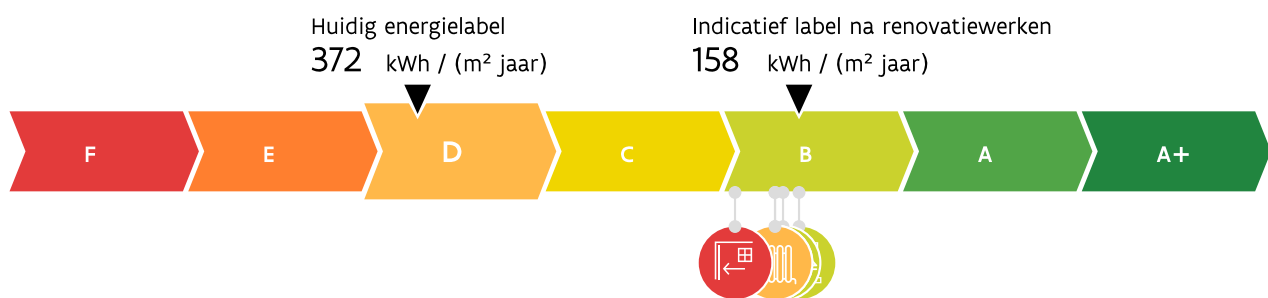 Huidig energielabel
372 kWh / (m² jaar)
Indicatief label na renovatiewerken
158 kWh / (m² jaar)
F E D C B A A+